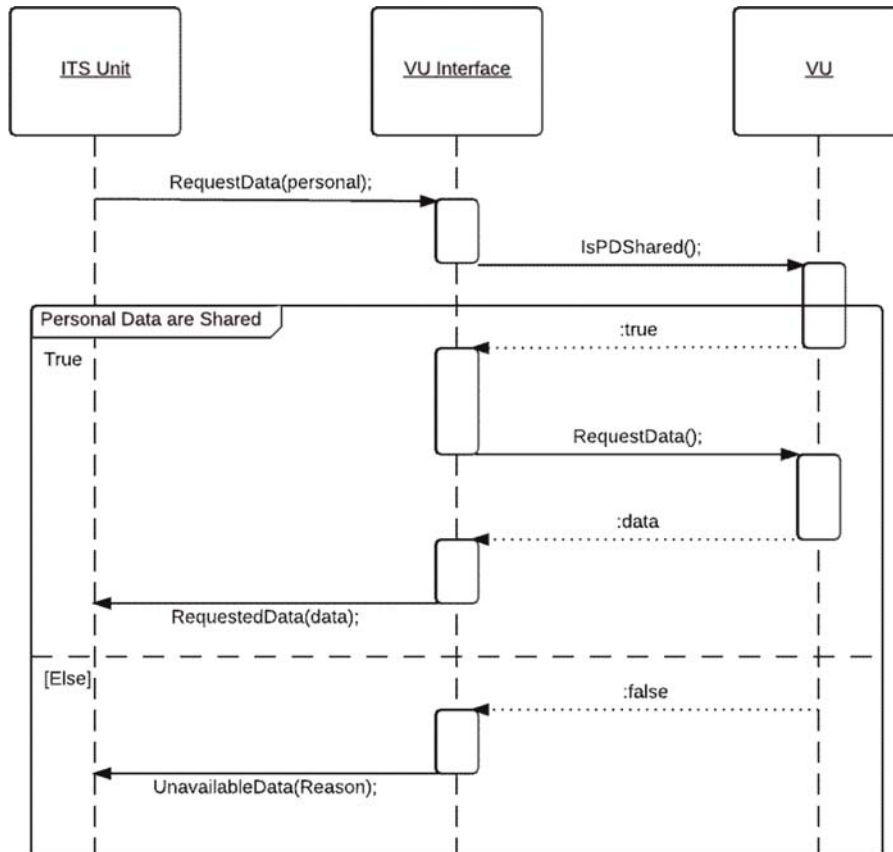 ITS Unit
VU Interface
VU
RequestData(personal);
IsPDShared();
Personal Data are Shared
:true
True
RequestData();
:data
RequestedData(data);
[Else]
:false
UnavailableData(Reason);